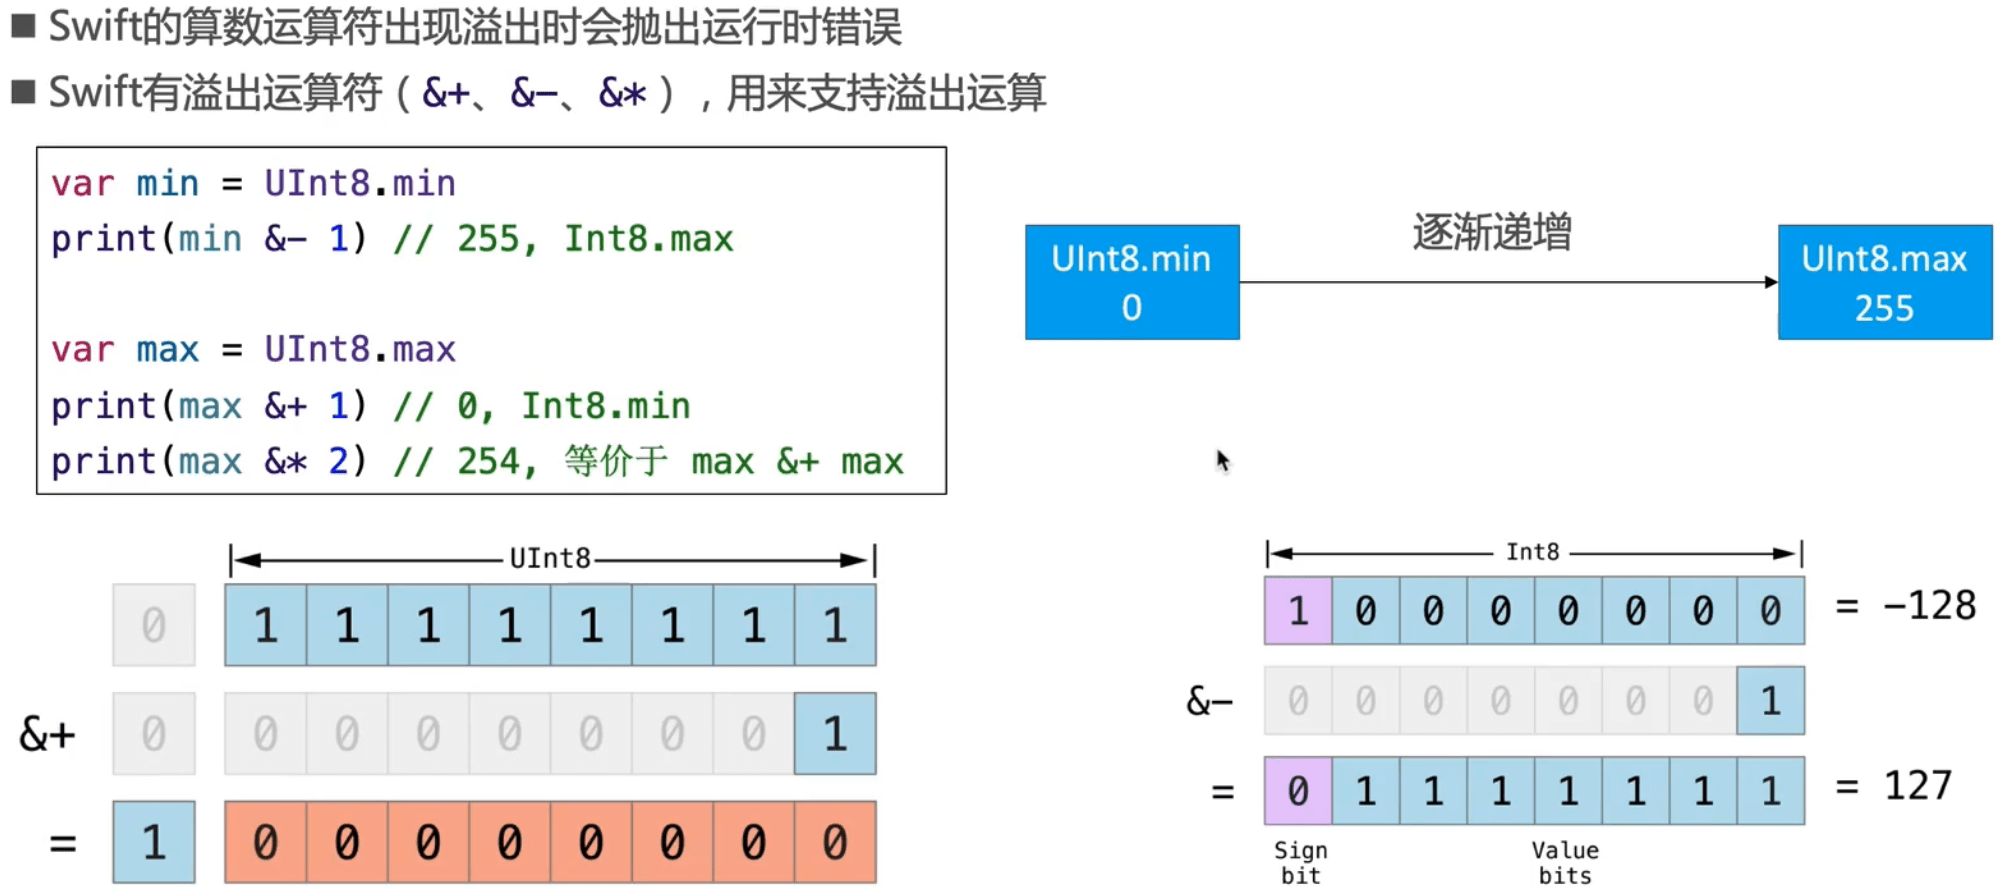 Swift的算数运算符出现溢出时会抛出运行时错误
Swift有溢出运算符（&+、&-、&*），用来支持溢出运算
var min = UInt8.min
print(min &- 1) // 255, Int8.max
var max = UInt8.max
print(max &+ 1) // 0, Int8.min
print(max &* 2) // 254, 等价于 max &+ max
逐渐递增
UInt8.min
0
UInt8.max
255
UInt8
0 1 1 1 1 1 1 1 1
&+ 0 0 0 0 0 0 0 0 1
= 1 0 0 0 0 0 0 0 0
Int8
1 0 0 0 0 0 0 0 = -128
&- 0 0 0 0 0 0 0 1
= 0 1 1 1 1 1 1 1 = 127
Sign
bit
Value
bits